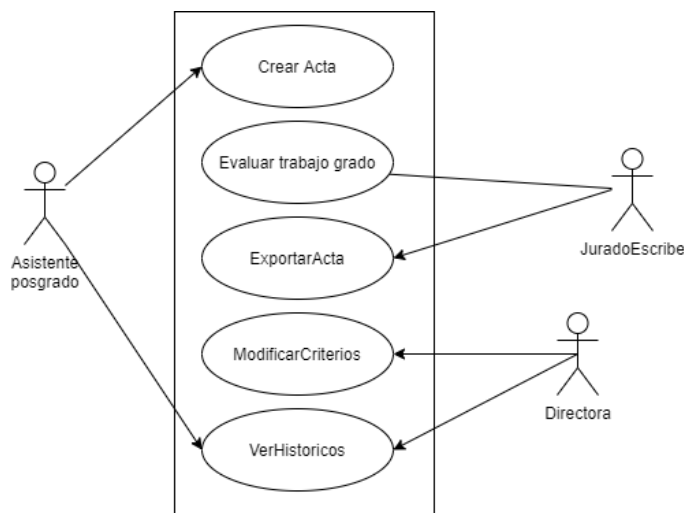 Crear Acta
Evaluar trabajo grado
ExportarActa
ModificarCriterios
VerHistoricos
Asistente
posgrado
JuradoEscribe
Directora